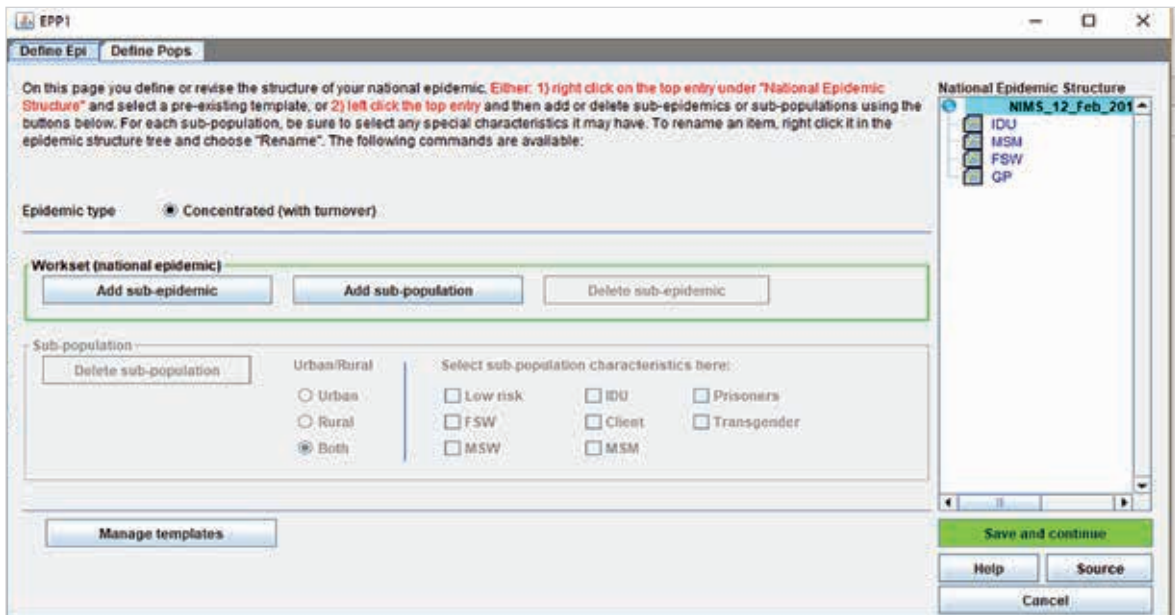 EPP1
Define Epi Define Pops
On this page you define or revise the structure of your national epidemic. Either: 1) right click on the top entry under "National Epidemic
Structure" and select a pre-existing template, or 2) left click the top entry and then add or delete sub-epidemics or sub-populations using the
buttons below. For each sub-population, be sure to select any special characteristics it may have. To rename an item, right click it in the
epidemic structure tree and choose "Rename". The following commands are available:
Epidemic type Concentrated (with turnover)
Workset (national epidemic)
Add sub-epidemic Add sub-population Delete sub-epidemic
Sub-population
Delete sub-population
Urban/Rural
Urban
Rural
Both
Select sub-population characteristics here:
Low risk IDU Prisoners
FSW Client Transgender
MSW MSM
Manage templates
National Epidemic Structure
NIMS_12_Feb_201
IDU
MSM
FSW
GP
Save and continue
Help Source
Cancel